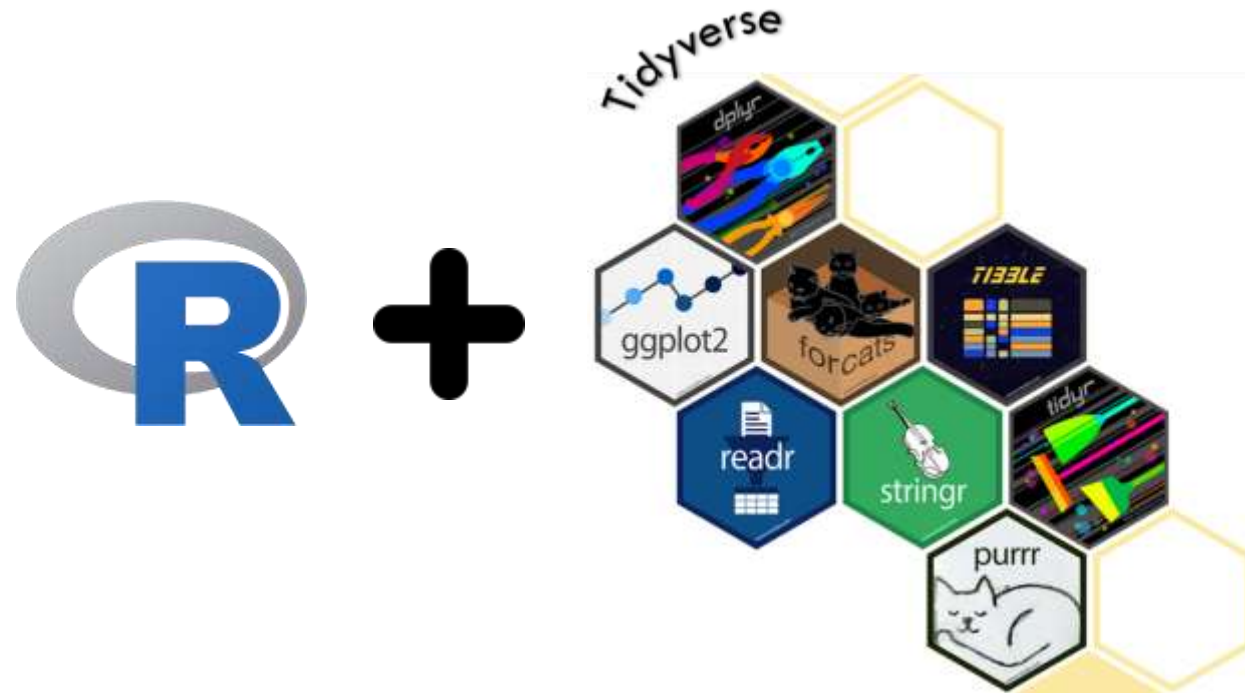 Tidyverse
dplyr
R
ggplot2
forcats
TIBBLE
readr
stringr
tidyr
purrr